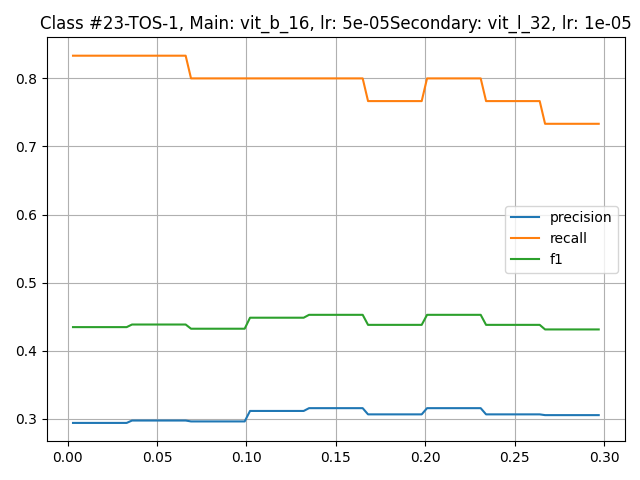 Class #23-TOS-1, Main: vit_b_16, lr: 5e-05Secondary: vit_l_32, lr: 1e-05
0.8
0.7
0.6
0.5
0.4
0.3
precision
recall
f1
0.00 0.05 0.10 0.15 0.20 0.25 0.30